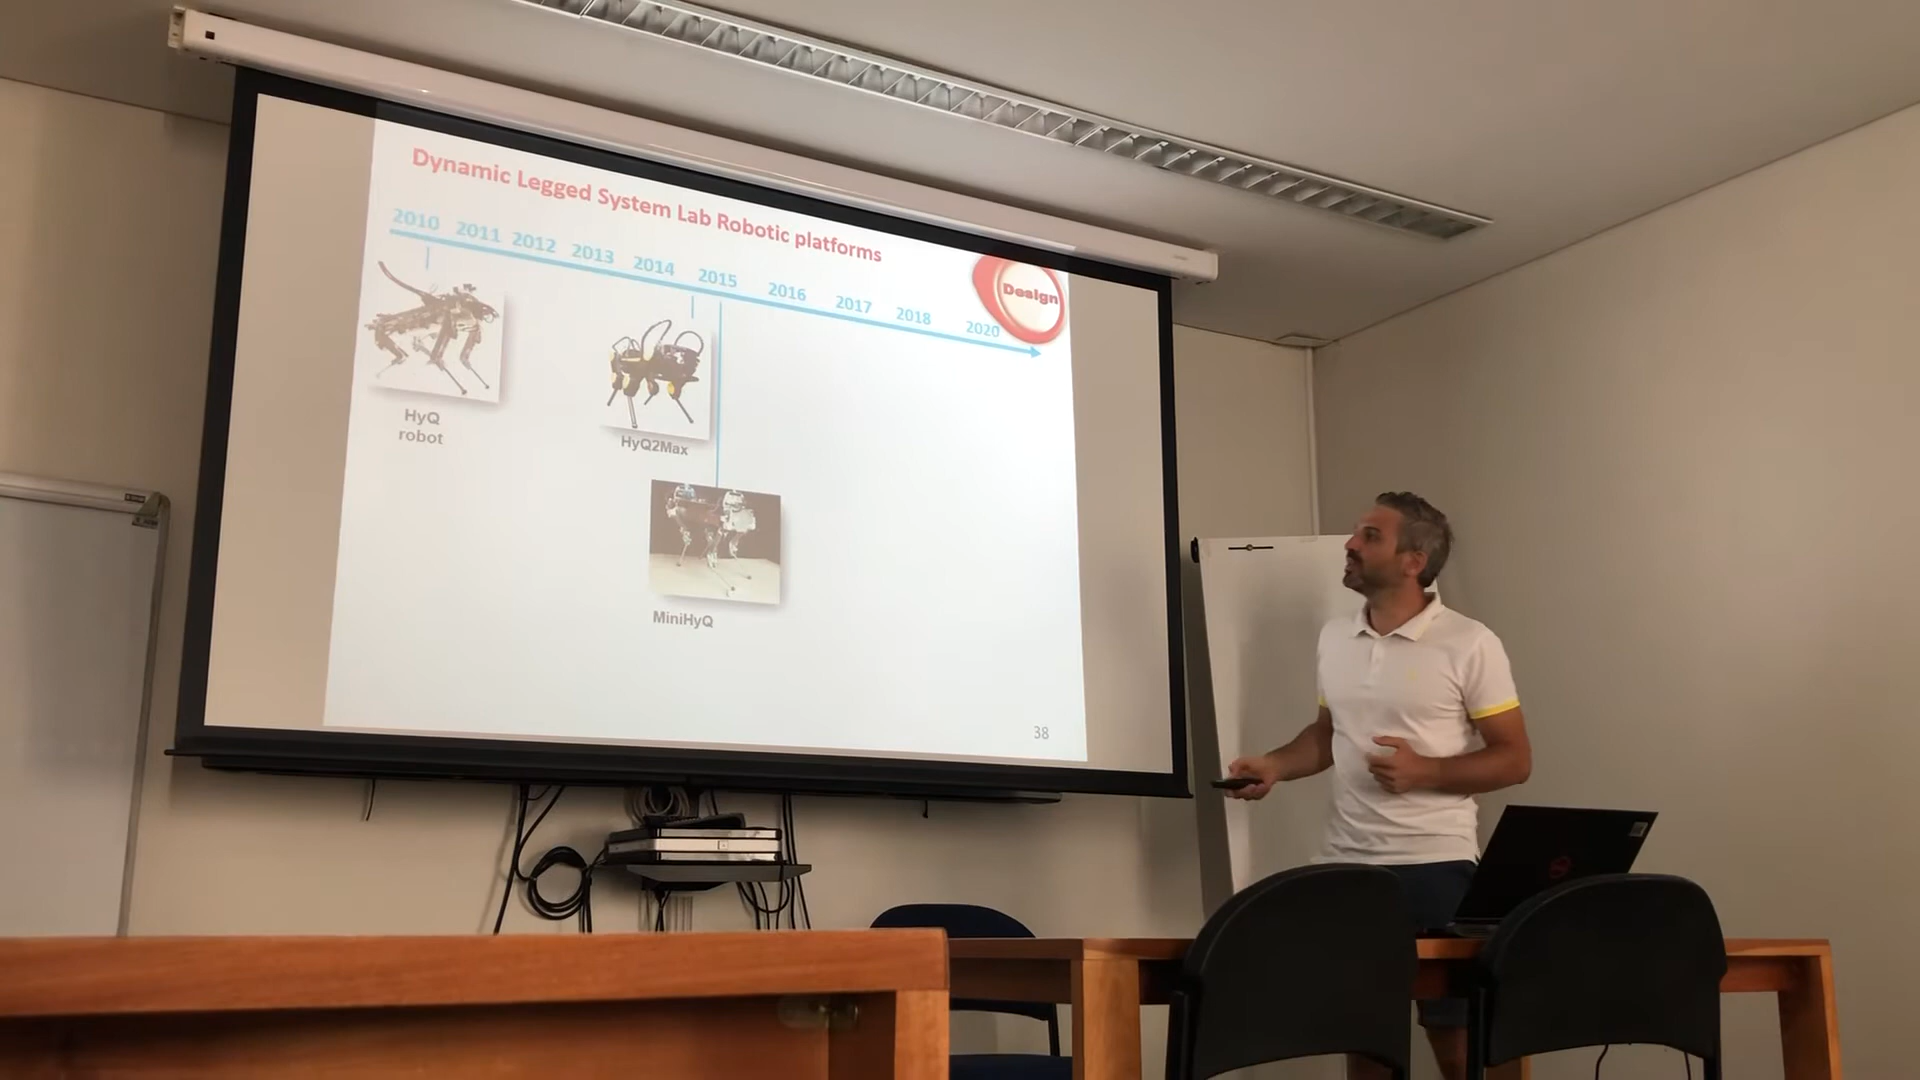 Dynamic Legged System Lab Robotic platforms
2010 2011 2012 2013 2014 2015 2016 2017 2018 2020
Design
HyQ
robot
HyQ2Max
MiniHyQ
38